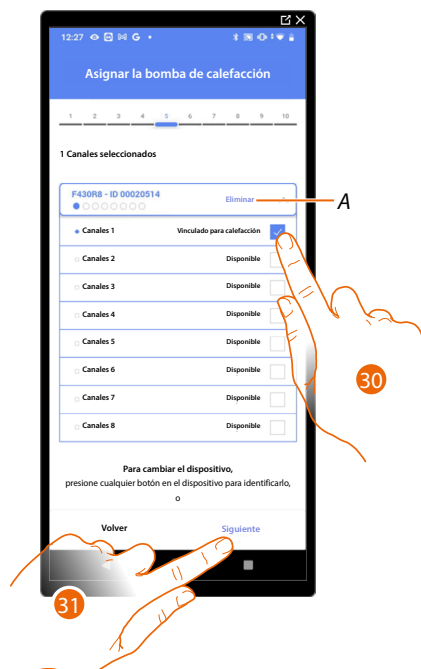 12:27
Asignar la bomba de calefacción
1 2 3 4 5 6 7 8 9 10
1 Canales seleccionados
F430R8 - ID 00020514
Eliminar
A
Canales 1 Vinculado para calefacción
Canales 2 Disponible
Canales 3 Disponible
Canales 4 Disponible
Canales 5 Disponible
Canales 6 Disponible
Canales 7 Disponible
Canales 8 Disponible
30
Para cambiar el dispositivo,
presione cualquier botón en el dispositivo para identificarlo,
o
Volver Siguiente
31